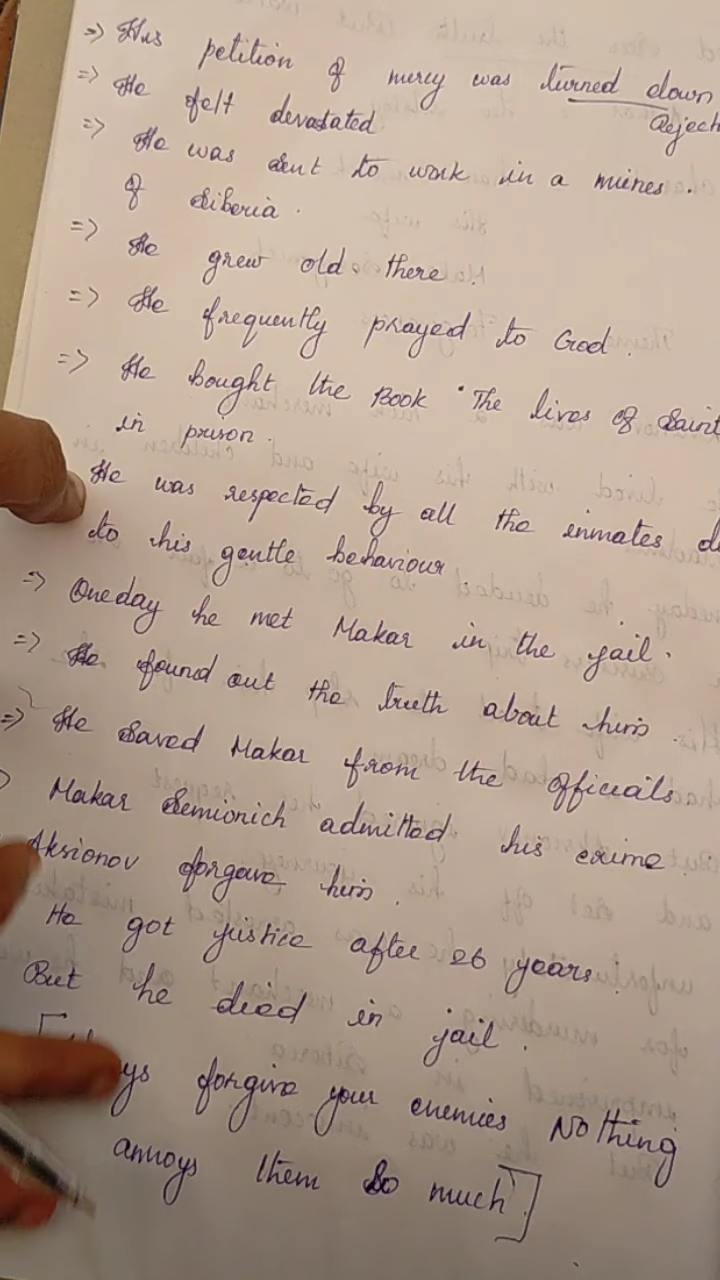 => His petition of mercy was turned down
Reject
=> He felt devastated
=> He was sent to work in a mines.
of Siberia.
=> He grew old there.
=> He frequently prayed to God.
=> He bought the Book "The lives of Saint
in prison.
He was respected by all the inmates d
to his gentle behaviour.
=> One day he met Makar in the jail.
=> He found out the truth about him.
=> He saved Makar from the officials
Makar Semionich admitted his crime.
Aksionov forgave him.
He got justice after 26 years.
But he died in jail.
[ ys forgive your enemies Nothing
annoys them so much.]